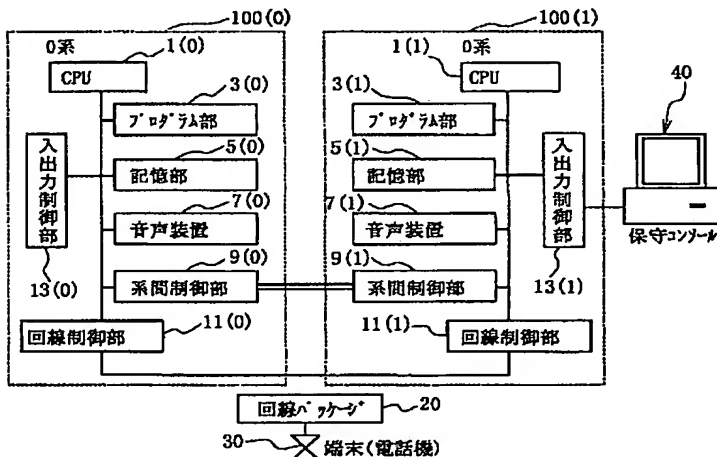 100(0)
100(1)
0系
1(0)
CPU
3(0)
プログラム部
5(0)
記憶部
7(0)
音声装置
9(0)
系間制御部
11(0)
回線制御部
入出力制御部
13(0)
0系
1(1)
CPU
3(1)
プログラム部
5(1)
記憶部
7(1)
音声装置
9(1)
系間制御部
11(1)
回線制御部
入出力制御部
13(1)
40
保守コンソール
回線パッケージ
20
30
端末(電話機)